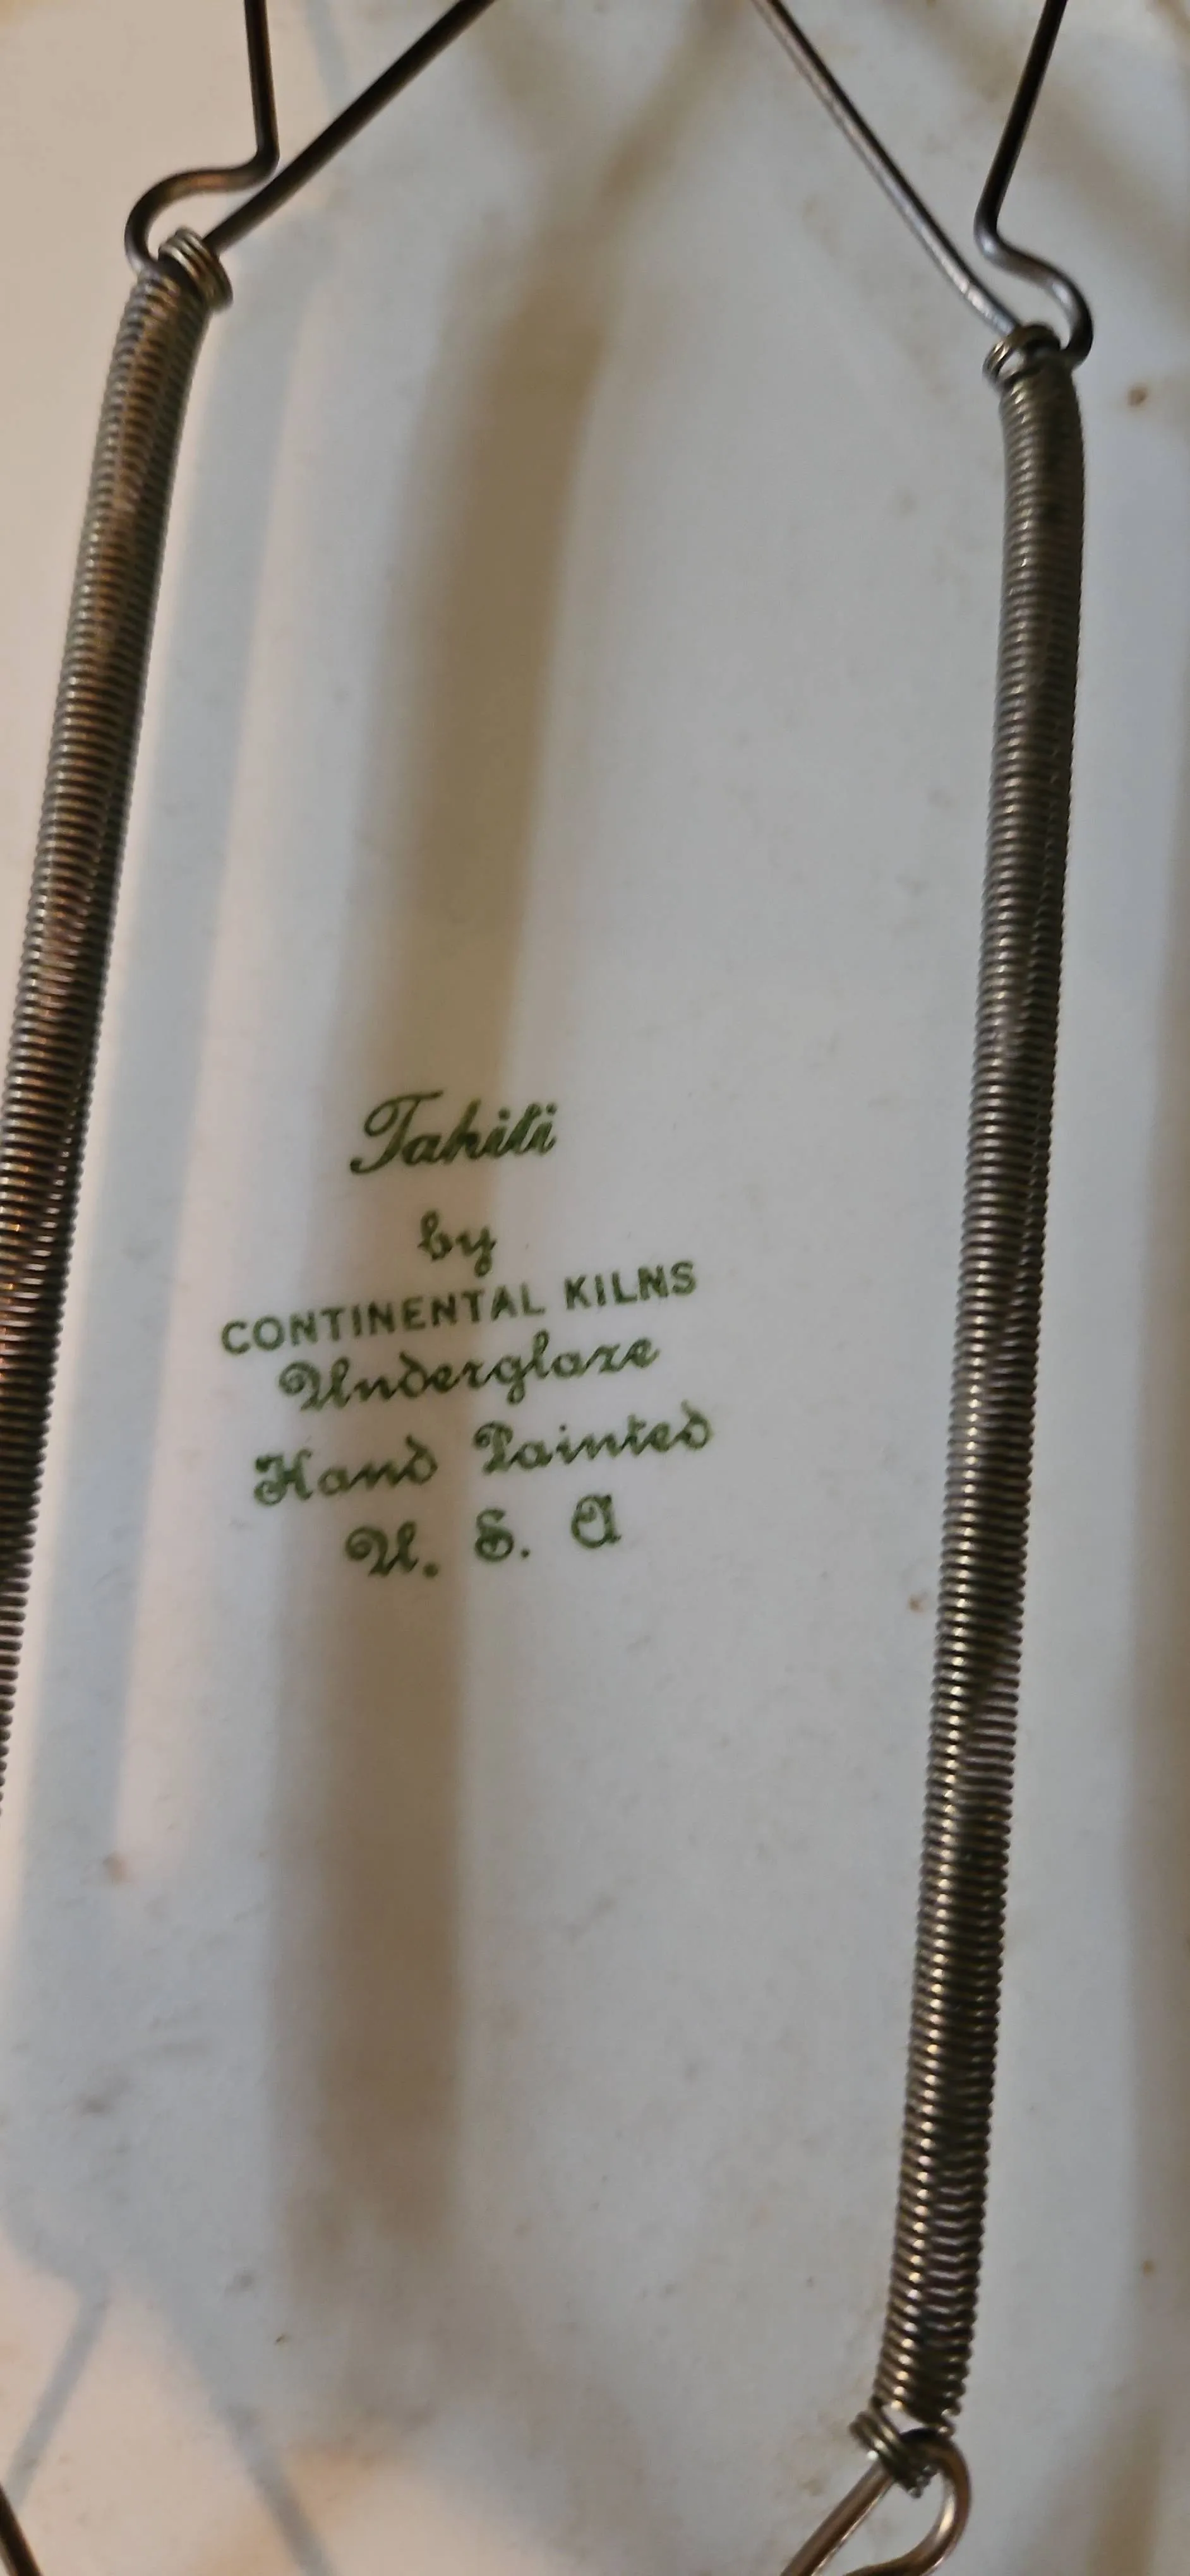 Tahiti
by
CONTINENTAL KILNS
Underglaze
Hand Painted
U. S. A